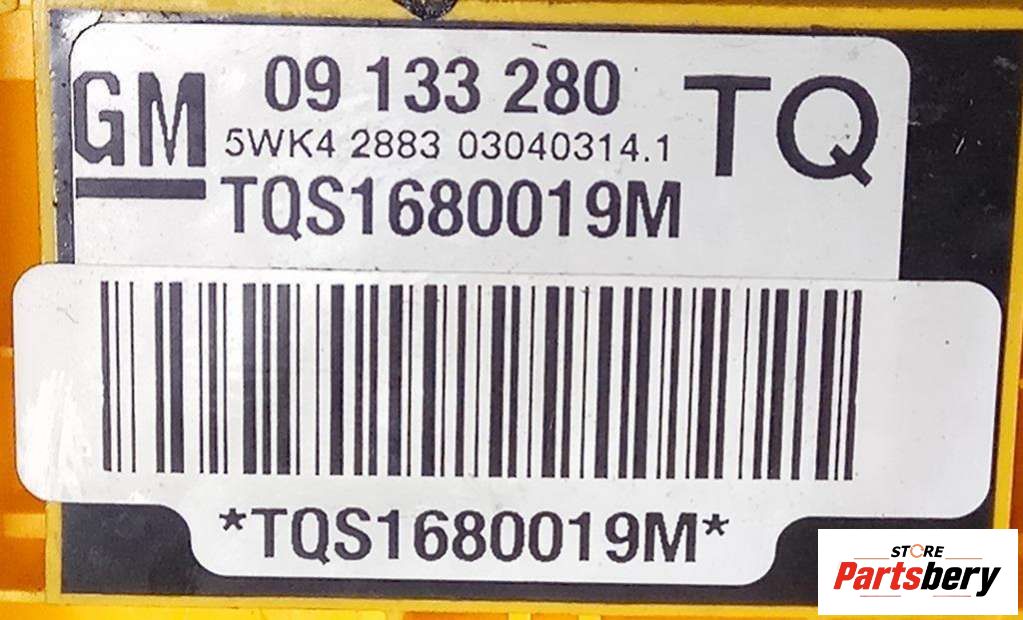 GM
09 133 280
TQ
5WK4 2883 03040314.1
TQS1680019M
*TQS1680019M*
STORE
Partsbery